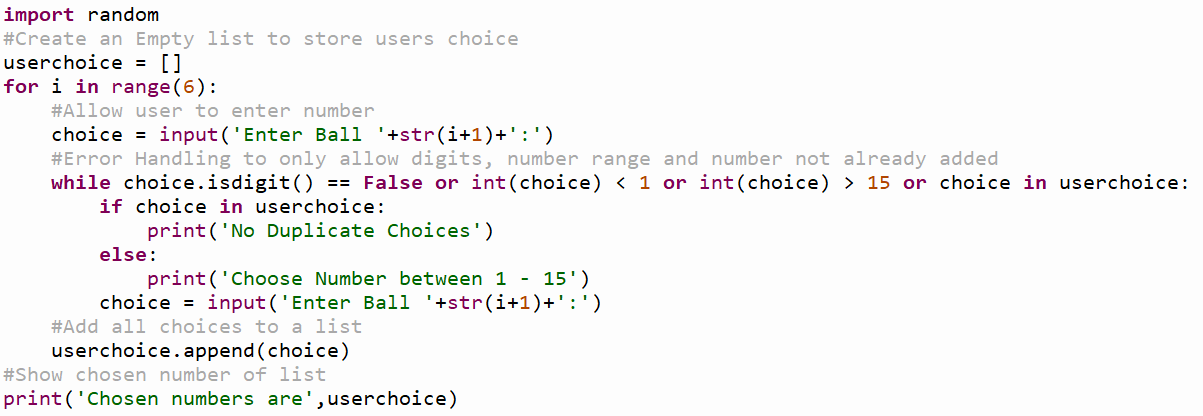 import random
#Create an Empty list to store users choice
userchoice = []
for i in range(6):
    #Allow user to enter number
    choice = input('Enter Ball '+str(i+1)+':')
    #Error Handling to only allow digits, number range and number not already added
    while choice.isdigit() == False or int(choice) < 1 or int(choice) > 15 or choice in userchoice:
        if choice in userchoice:
            print('No Duplicate Choices')
        else:
            print('Choose Number between 1 - 15')
        choice = input('Enter Ball '+str(i+1)+':')
    #Add all choices to a list
    userchoice.append(choice)
#Show chosen number of list
print('Chosen numbers are',userchoice)